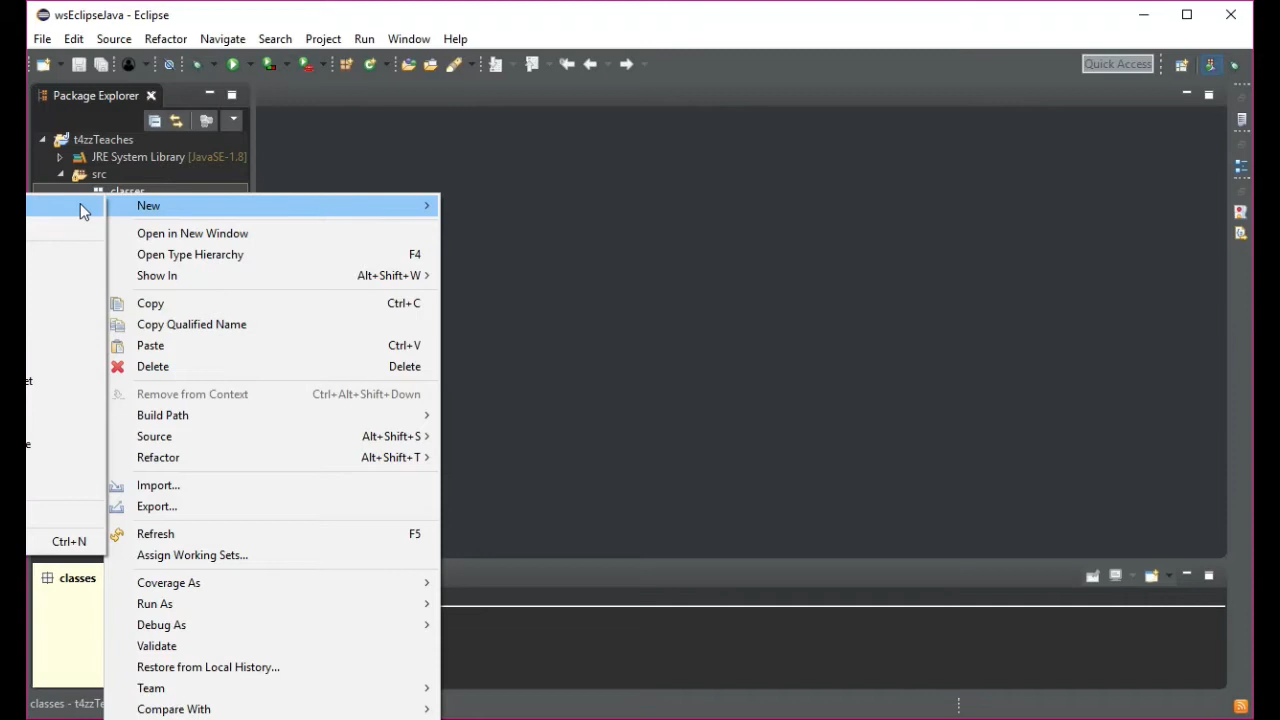 wsEclipseJava - Eclipse
File Edit Source Refactor Navigate Search Project Run Window Help
Quick Access
Package Explorer
t4zzTeaches
JRE System Library [JavaSE-1.8]
src
classes
New
Open in New Window
Open Type Hierarchy F4
Show In Alt+Shift+W
Copy Ctrl+C
Copy Qualified Name
Paste Ctrl+V
Delete Delete
Remove from Context Ctrl+Alt+Shift+Down
Build Path
Source Alt+Shift+S
Refactor Alt+Shift+T
Import...
Export...
Refresh F5
Ctrl+N
Assign Working Sets...
classes
Coverage As
Run As
Debug As
Validate
Restore from Local History...
Team
classes - t4zzTe
Compare With